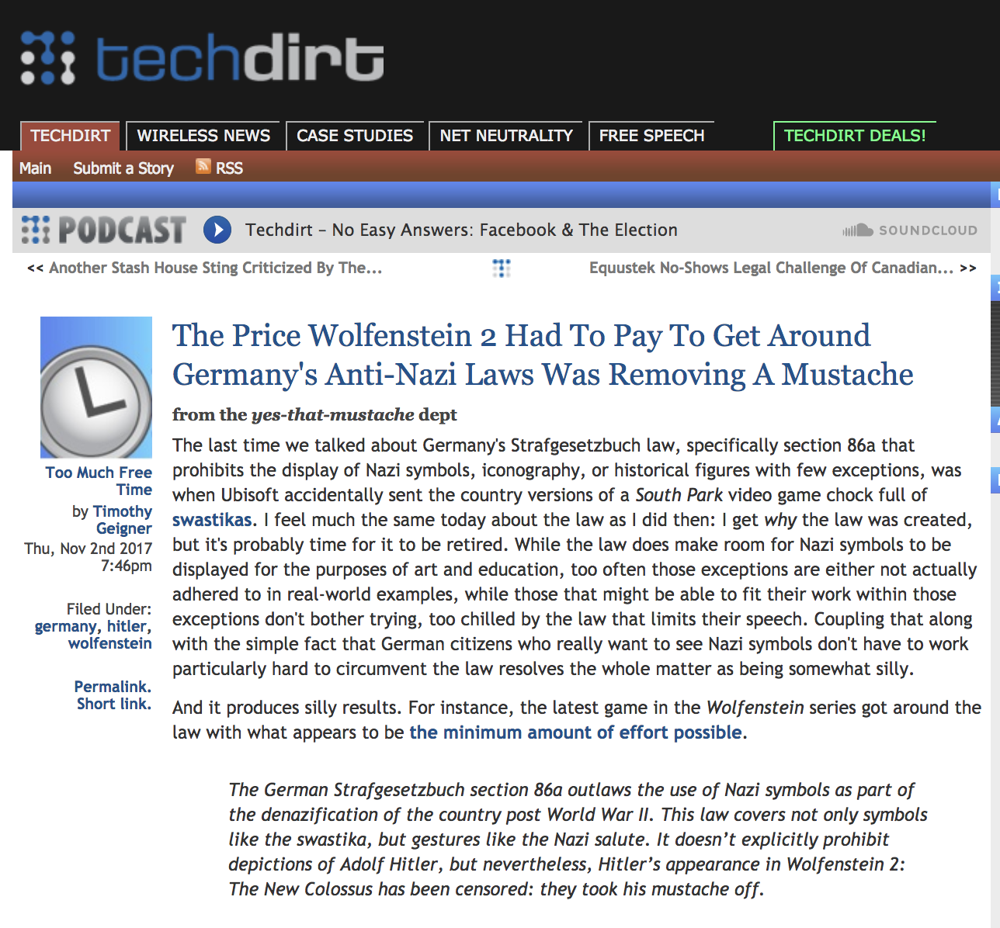 techdirt
TECHDIRT
WIRELESS NEWS
CASE STUDIES
NET NEUTRALITY
FREE SPEECH
TECHDIRT DEALS!
Main
Submit a Story
RSS
PODCAST
Techdirt – No Easy Answers: Facebook & The Election
SOUNDCLOUD
<< Another Stash House Sting Criticized By The...
Equustek No-Shows Legal Challenge Of Canadian... >>
Too Much Free
Time
by Timothy
Geigner
Thu, Nov 2nd 2017
7:46pm
Filed Under:
germany, hitler,
wolfenstein
Permalink.
Short link.
The Price Wolfenstein 2 Had To Pay To Get Around
Germany's Anti-Nazi Laws Was Removing A Mustache
from the yes-that-mustache dept
The last time we talked about Germany's Strafgesetzbuch law, specifically section 86a that
prohibits the display of Nazi symbols, iconography, or historical figures with few exceptions, was
when Ubisoft accidentally sent the country versions of a South Park video game chock full of
swastikas. I feel much the same today about the law as I did then: I get why the law was created,
but it's probably time for it to be retired. While the law does make room for Nazi symbols to be
displayed for the purposes of art and education, too often those exceptions are either not actually
adhered to in real-world examples, while those that might be able to fit their work within those
exceptions don't bother trying, too chilled by the law that limits their speech. Coupling that along
with the simple fact that German citizens who really want to see Nazi symbols don't have to work
particularly hard to circumvent the law resolves the whole matter as being somewhat silly.
And it produces silly results. For instance, the latest game in the Wolfenstein series got around the
law with what appears to be the minimum amount of effort possible.
The German Strafgesetzbuch section 86a outlaws the use of Nazi symbols as part of
the denazification of the country post World War II. This law covers not only symbols
like the swastika, but gestures like the Nazi salute. It doesn’t explicitly prohibit
depictions of Adolf Hitler, but nevertheless, Hitler’s appearance in Wolfenstein 2:
The New Colossus has been censored: they took his mustache off.